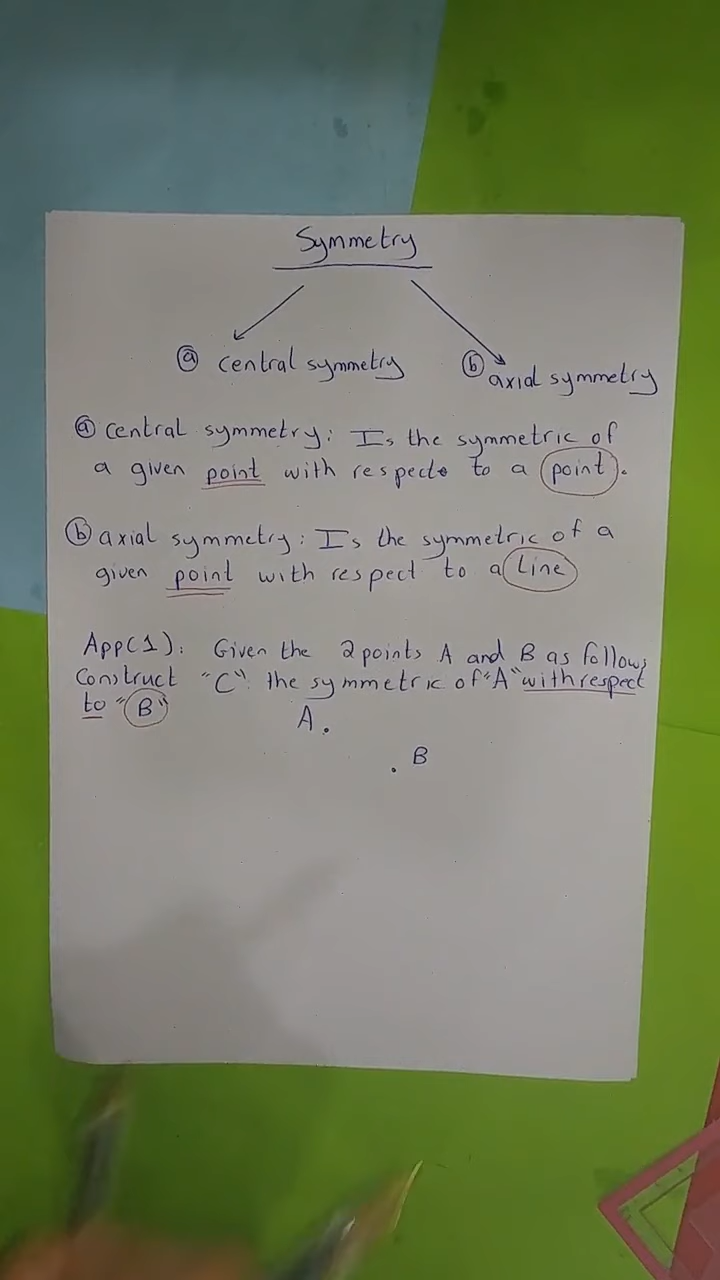 Symmetry
ⓐ central symmetry
ⓑ axial symmetry
ⓐ central symmetry: Is the symmetric of
a given point with respect to a point.
ⓑ axial symmetry: Is the symmetric of a
given point with respect to a Line
App(1): Given the 2 points A and B as follows
Construct "C" the symmetric of "A" with respect
to "B"
A.
. B